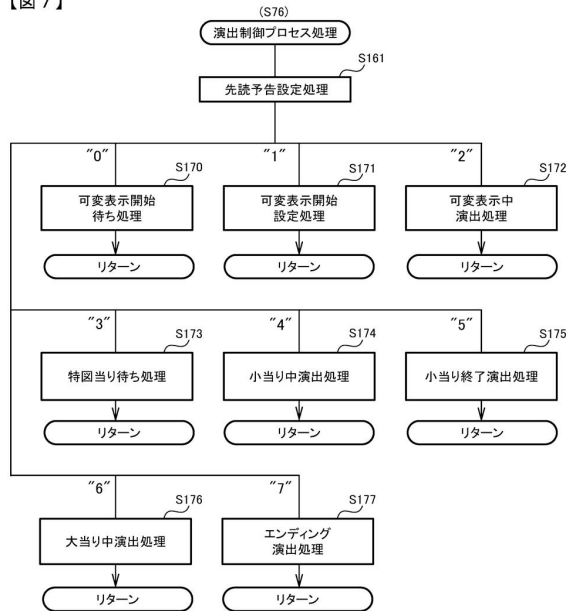 【図7】
(S76)
演出制御プロセス処理
S161
先読予告設定処理
"0"
"1"
"2"
S170
S171
S172
可変表示開始
待ち処理
可変表示開始
設定処理
可変表示中
演出処理
リターン
リターン
リターン
"3"
"4"
"5"
S173
S174
S175
特図当り待ち処理
小当り中演出処理
小当り終了演出処理
リターン
リターン
リターン
"6"
"7"
S176
S177
大当り中演出処理
エンディング
演出処理
リターン
リターン